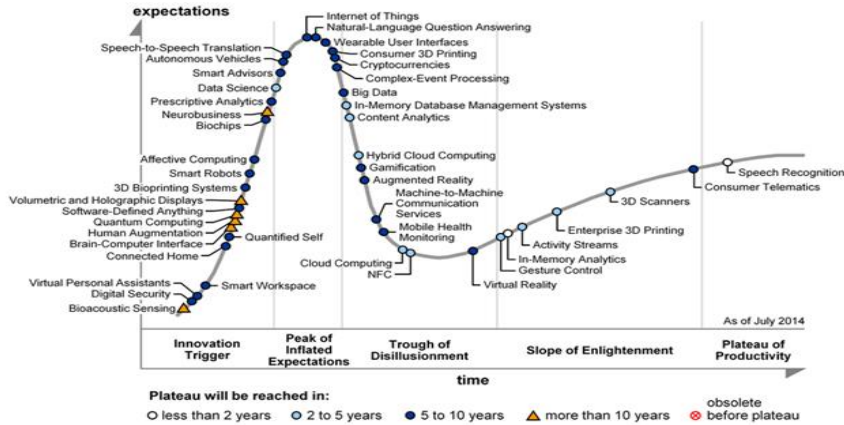 expectations
Internet of Things
Natural-Language Question Answering
Wearable User Interfaces
Consumer 3D Printing
Cryptocurrencies
Complex-Event Processing
Speech-to-Speech Translation
Autonomous Vehicles
Smart Advisors
Data Science
Prescriptive Analytics
Neurobusiness
Biochips
Big Data
In-Memory Database Management Systems
Content Analytics
Hybrid Cloud Computing
Gamification
Augmented Reality
Machine-to-Machine
Communication
Services
Mobile Health
Monitoring
Affective Computing
Smart Robots
3D Bioprinting Systems
Volumetric and Holographic Displays
Software-Defined Anything
Quantum Computing
Human Augmentation
Brain-Computer Interface
Connected Home
Quantified Self
Virtual Personal Assistants
Digital Security
Bioacoustic Sensing
Smart Workspace
Cloud Computing
NFC
Virtual Reality
Gesture Control
In-Memory Analytics
Activity Streams
Enterprise 3D Printing
3D Scanners
Consumer Telematics
Speech Recognition
As of July 2014
Innovation
Trigger
Peak of
Inflated
Expectations
Trough of
Disillusionment
Slope of Enlightenment
Plateau of
Productivity
time
Plateau will be reached in:
less than 2 years
2 to 5 years
5 to 10 years
more than 10 years
obsolete
before plateau